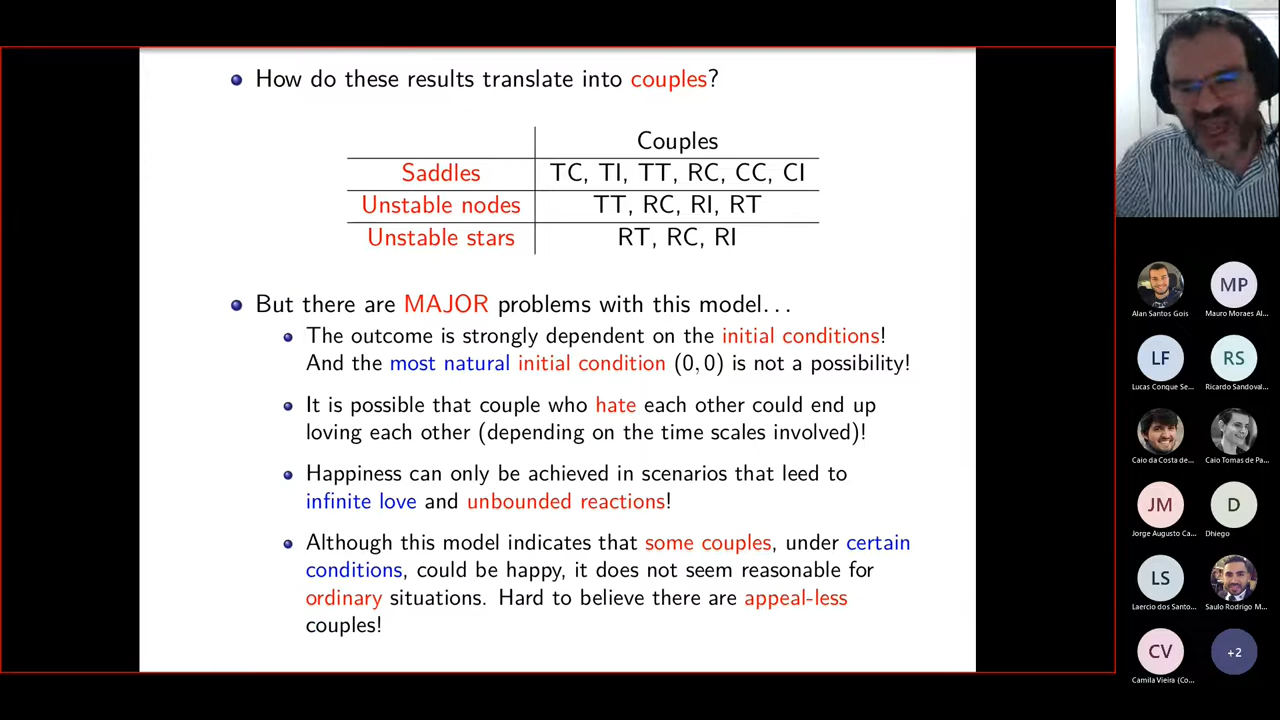 How do these results translate into couples?
Couples
Saddles TC, TI, TT, RC, CC, CI
Unstable nodes TT, RC, RI, RT
Unstable stars RT, RC, RI
But there are MAJOR problems with this model...
The outcome is strongly dependent on the initial conditions!
And the most natural initial condition (0,0) is not a possibility!
It is possible that couple who hate each other could end up
loving each other (depending on the time scales involved)!
Happiness can only be achieved in scenarios that leed to
infinite love and unbounded reactions!
Although this model indicates that some couples, under certain
conditions, could be happy, it does not seem reasonable for
ordinary situations. Hard to believe there are appeal-less
couples!
Alan Santos Gois
MP
Mauro Moraes Al...
LF
Lucas Conque Se...
RS
Ricardo Sandoval...
Caio da Costa de...
Caio Tomas de Pa...
JM
Jorge Augusto Ca...
D
Dhiego
LS
Laercio dos Santo...
Saulo Rodrigo M...
CV
Camila Vieira (Co...
+2